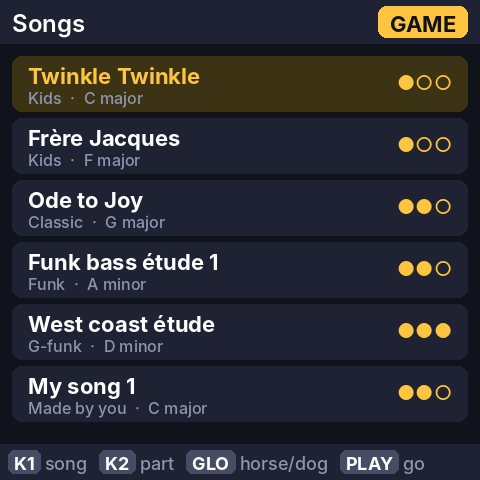 Songs GAME
Twinkle Twinkle
Kids · C major
Frère Jacques
Kids · F major
Ode to Joy
Classic · G major
Funk bass étude 1
Funk · A minor
West coast étude
G-funk · D minor
My song 1
Made by you · C major
K1 song K2 part GLO horse/dog PLAY go